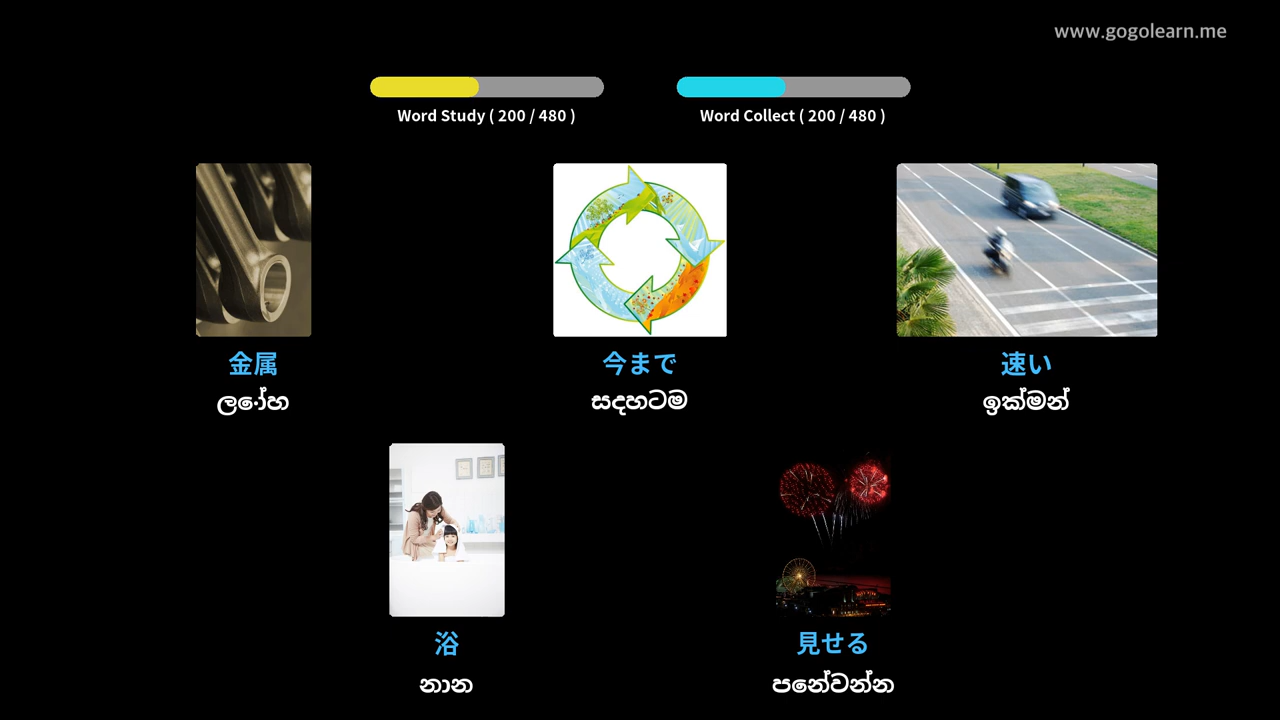 www.gogolearn.me
Word Study ( 200 / 480 )
Word Collect ( 200 / 480 )
金属
ලෝහ
今まで
සදහටම
速い
ඉක්මන්
浴
නාන
見せる
පනේවන්න